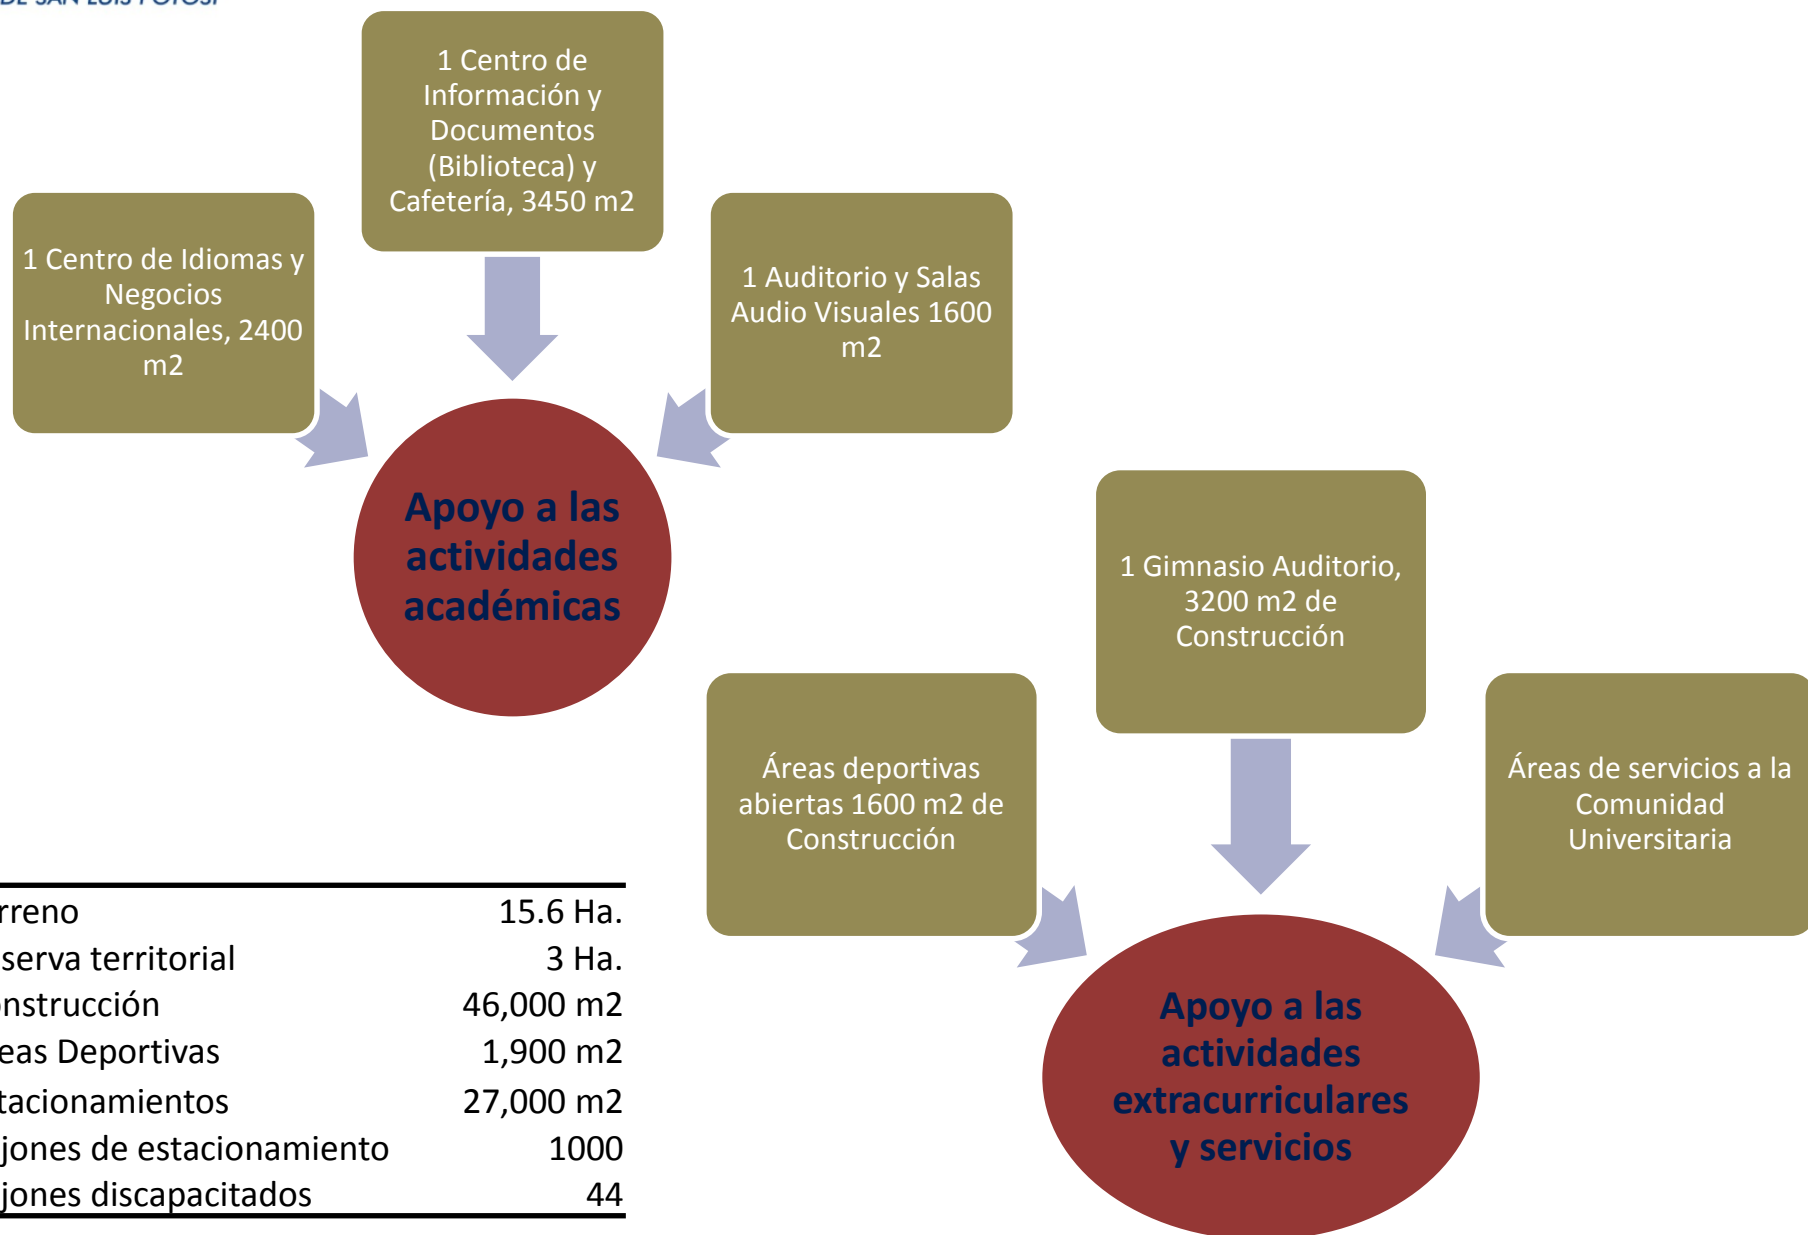 DE SAN LUIS POTOSÍ
1 Centro de
Información y
Documentos
(Biblioteca) y
Cafetería, 3450 m2
1 Centro de Idiomas y
Negocios
Internacionales, 2400
m2
1 Auditorio y Salas
Audio Visuales 1600
m2
Apoyo a las
actividades
académicas
1 Gimnasio Auditorio,
3200 m2 de
Construcción
Áreas deportivas
abiertas 1600 m2 de
Construcción
Áreas de servicios a la
Comunidad
Universitaria
Apoyo a las
actividades
extracurriculares
y servicios
rreno 15.6 Ha.
serva territorial 3 Ha.
nstrucción 46,000 m2
eas Deportivas 1,900 m2
tacionamientos 27,000 m2
jones de estacionamiento 1000
jones discapacitados 44